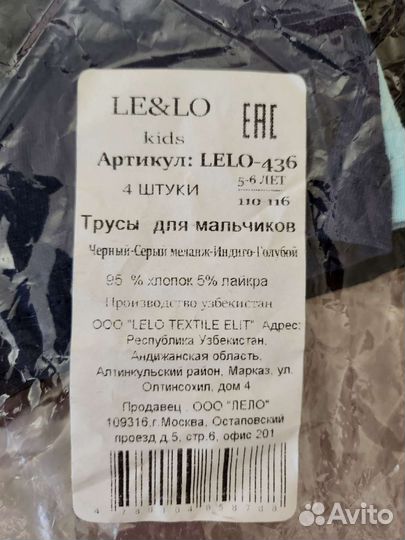 LE&LO
kids
EAC
Артикул: LELO-436
4 ШТУКИ
5-6 ЛЕТ
110-116
Трусы для мальчиков
Черный-Серый меланж-Индиго-Голубой
95 % хлопок 5% лайкра
Производство узбекистан
ООО "LELO TEXTILE ELIT" Адрес:
Республика Узбекистан,
Андижанская область,
Алтинкульский район, Марказ, ул.
Олтинсохил, дом 4
Продавец . ООО "ЛЕЛО"
109316.г.Москва, Остаповский
проезд д.5, стр.6, офис 201
Avito